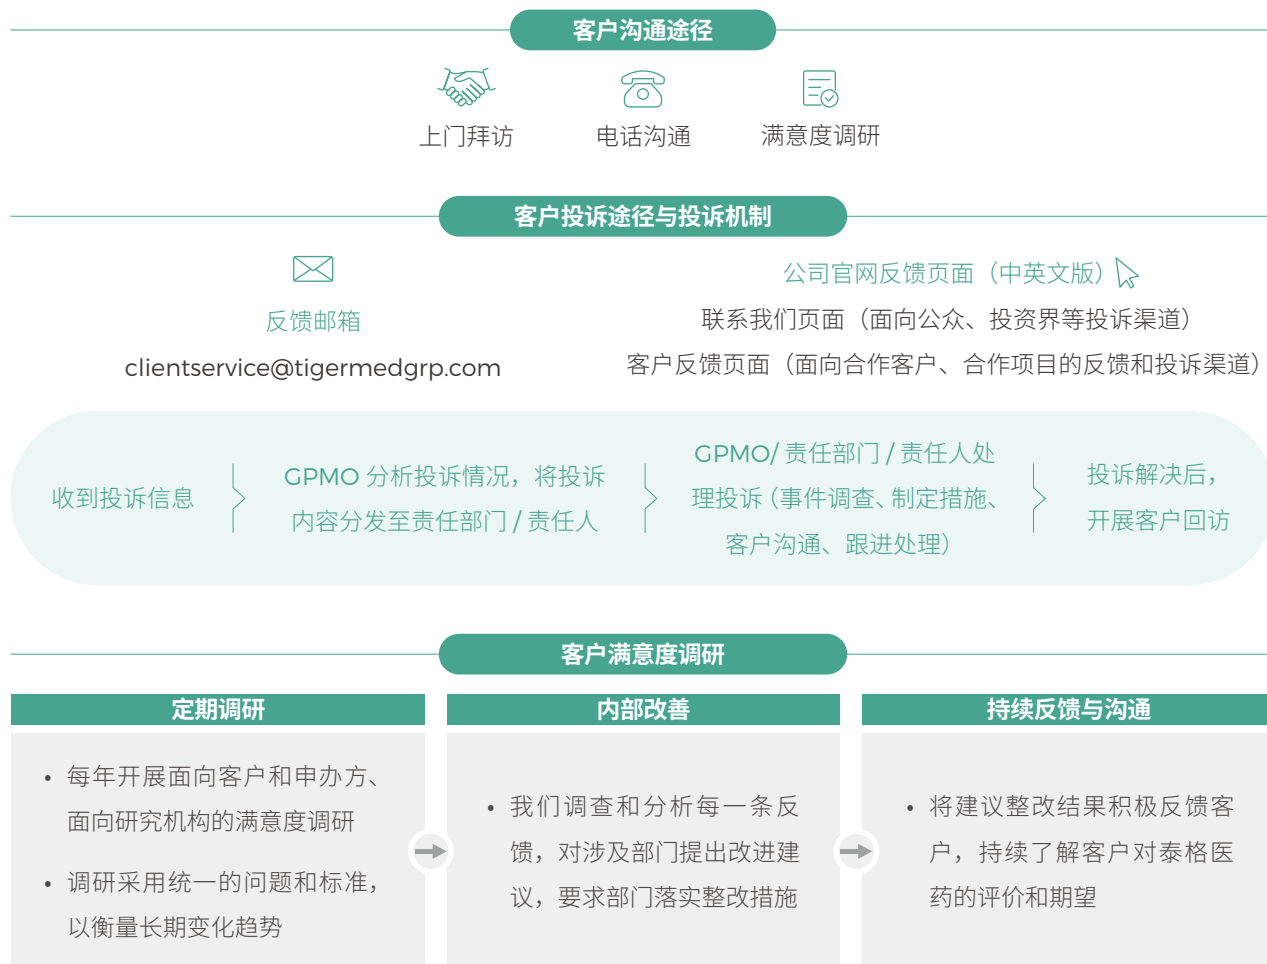 客户沟通途径
上门拜访
电话沟通
满意度调研
客户投诉途径与投诉机制
反馈邮箱
clientservice@tigermedgrp.com
公司官网反馈页面（中英文版）
联系我们页面（面向公众、投资界等投诉渠道）
客户反馈页面（面向合作客户、合作项目的反馈和投诉渠道）
收到投诉信息
GPMO 分析投诉情况，将投诉
内容分发至责任部门 / 责任人
GPMO/ 责任部门 / 责任人处
理投诉（事件调查、制定措施、
客户沟通、跟进处理）
投诉解决后，
开展客户回访
客户满意度调研
定期调研
• 每年开展面向客户和申办方、
面向研究机构的满意度调研
• 调研采用统一的问题和标准，
以衡量长期变化趋势
内部改善
• 我们调查和分析每一条反
馈，对涉及部门提出改进建
议，要求部门落实整改措施
持续反馈与沟通
• 将建议整改结果积极反馈客
户，持续了解客户对泰格医
药的评价和期望